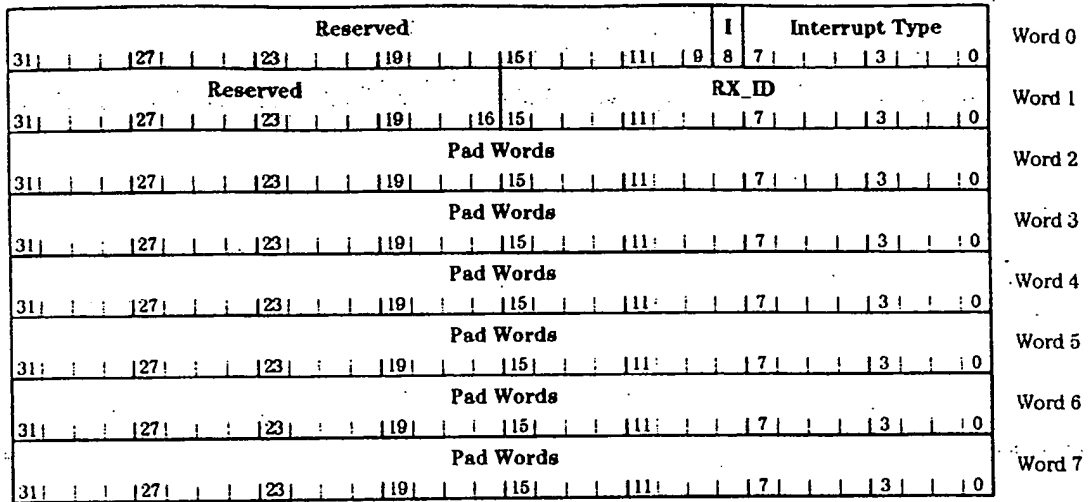 Reserved I Interrupt Type Word 0
31 27 23 19 15 11 9 8 7 3 0
Reserved RX_ID Word 1
31 27 23 19 16 15 11 7 3 0
Pad Words Word 2
31 27 23 19 15 11 7 3 0
Pad Words Word 3
31 27 23 19 15 11 7 3 0
Pad Words Word 4
31 27 23 19 15 11 7 3 0
Pad Words Word 5
31 27 23 19 15 11 7 3 0
Pad Words Word 6
31 27 23 19 15 11 7 3 0
Pad Words Word 7
31 27 23 19 15 11 7 3 0